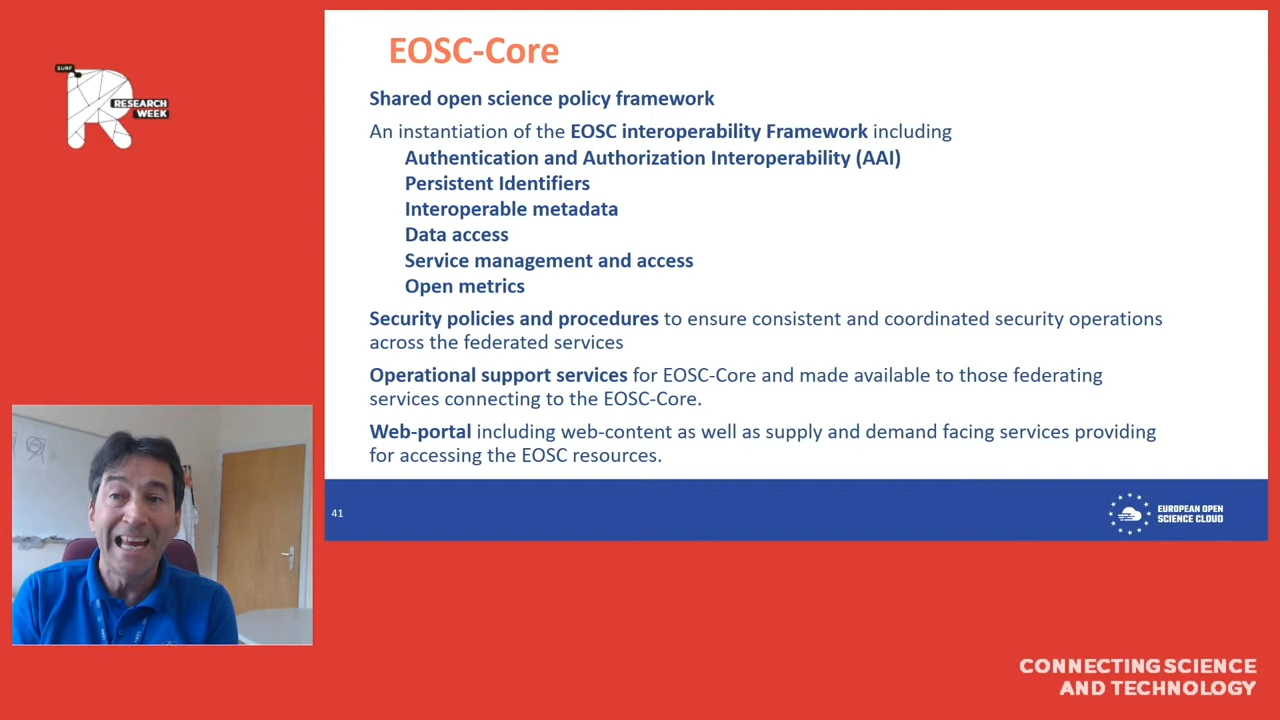 SURF
RESEARCH
WEEK
EOSC-Core
Shared open science policy framework
An instantiation of the EOSC interoperability Framework including
Authentication and Authorization Interoperability (AAI)
Persistent Identifiers
Interoperable metadata
Data access
Service management and access
Open metrics
Security policies and procedures to ensure consistent and coordinated security operations
across the federated services
Operational support services for EOSC-Core and made available to those federating
services connecting to the EOSC-Core.
Web-portal including web-content as well as supply and demand facing services providing
for accessing the EOSC resources.
41
EUROPEAN OPEN
SCIENCE CLOUD
CONNECTING SCIENCE
AND TECHNOLOGY